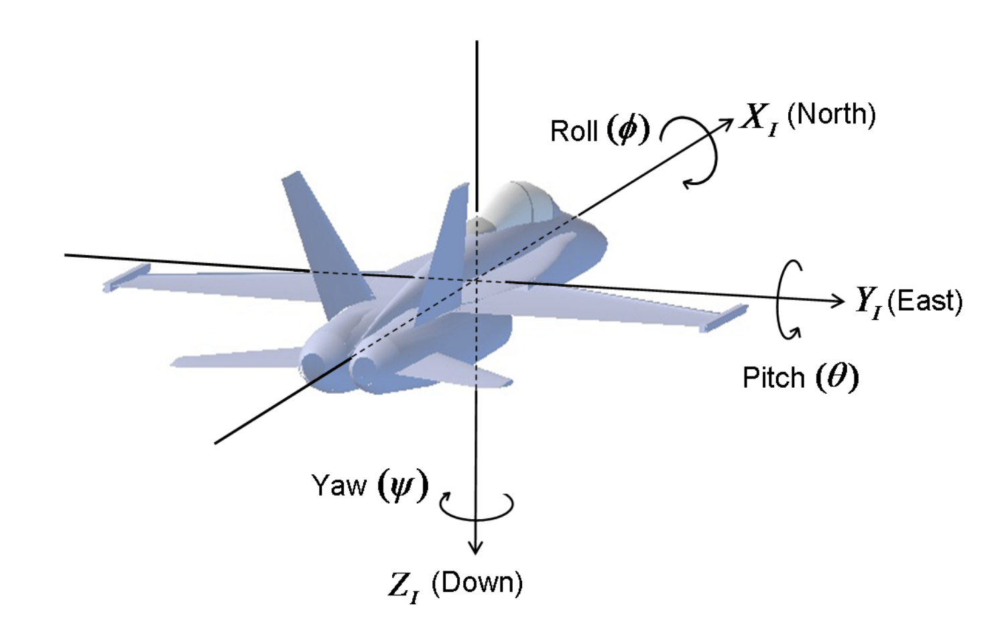 Roll (ϕ)
X_I (North)
Y_I (East)
Pitch (θ)
Yaw (ψ)
Z_I (Down)